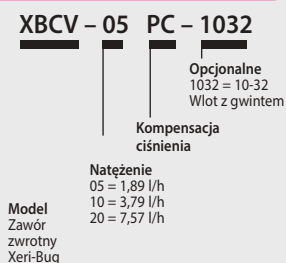 XBCV – 05 PC – 1032
Opcjonalne
1032 = 10-32
Wlot z gwintem
Kompensacja
ciśnienia
Natężenie
05 = 1,89 l/h
10 = 3,79 l/h
20 = 7,57 l/h
Model
Zawór
zwrotny
Xeri-Bug